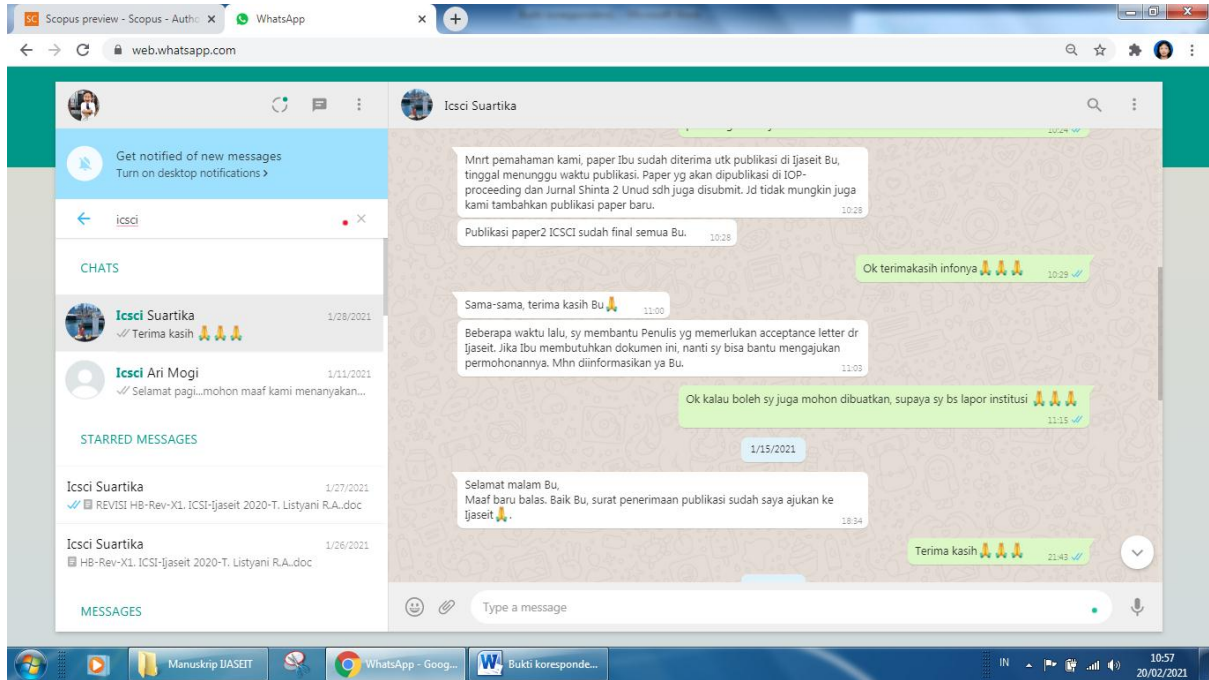 Scopus preview - Scopus - Autho
WhatsApp
web.whatsapp.com
Icsci Suartika
Get notified of new messages
Turn on desktop notifications >
icsci
CHATS
Icsci Suartika 1/28/2021
Terima kasih 🙏🙏🙏
Icsci Ari Mogi 1/11/2021
Selamat pagi...mohon maaf kami menanyakan...
STARRED MESSAGES
Icsci Suartika 1/27/2021
REVISI HB-Rev-X1. ICSI-Ijaseit 2020-T. Listyani R.A..doc
Icsci Suartika 1/26/2021
HB-Rev-X1. ICSI-Ijaseit 2020-T. Listyani R.A..doc
MESSAGES
10:24
Mnrt pemahaman kami, paper Ibu sudah diterima utk publikasi di Ijaseit Bu,
tinggal menunggu waktu publikasi. Paper yg akan dipublikasi di IOP-
proceeding dan Jurnal Shinta 2 Unud sdh juga disubmit. Jd tidak mungkin juga
kami tambahkan publikasi paper baru.
10:28
Publikasi paper2 ICSCI sudah final semua Bu. 10:28
Ok terimakasih infonya 🙏🙏🙏 10:29
Sama-sama, terima kasih Bu🙏 11:00
Beberapa waktu lalu, sy membantu Penulis yg memerlukan acceptance letter dr
Ijaseit. Jika Ibu membutuhkan dokumen ini, nanti sy bisa bantu mengajukan
permohonannya. Mhn diinformasikan ya Bu.
11:03
Ok kalau boleh sy juga mohon dibuatkan, supaya sy bs lapor institusi 🙏🙏🙏
11:15
1/15/2021
Selamat malam Bu,
Maaf baru balas. Baik Bu, surat penerimaan publikasi sudah saya ajukan ke
Ijaseit🙏.
18:34
Terima kasih🙏🙏🙏 21:43
Type a message
Manuskrip IJASEIT
WhatsApp - Goog...
Bukti koresponde...
IN
10:57
20/02/2021